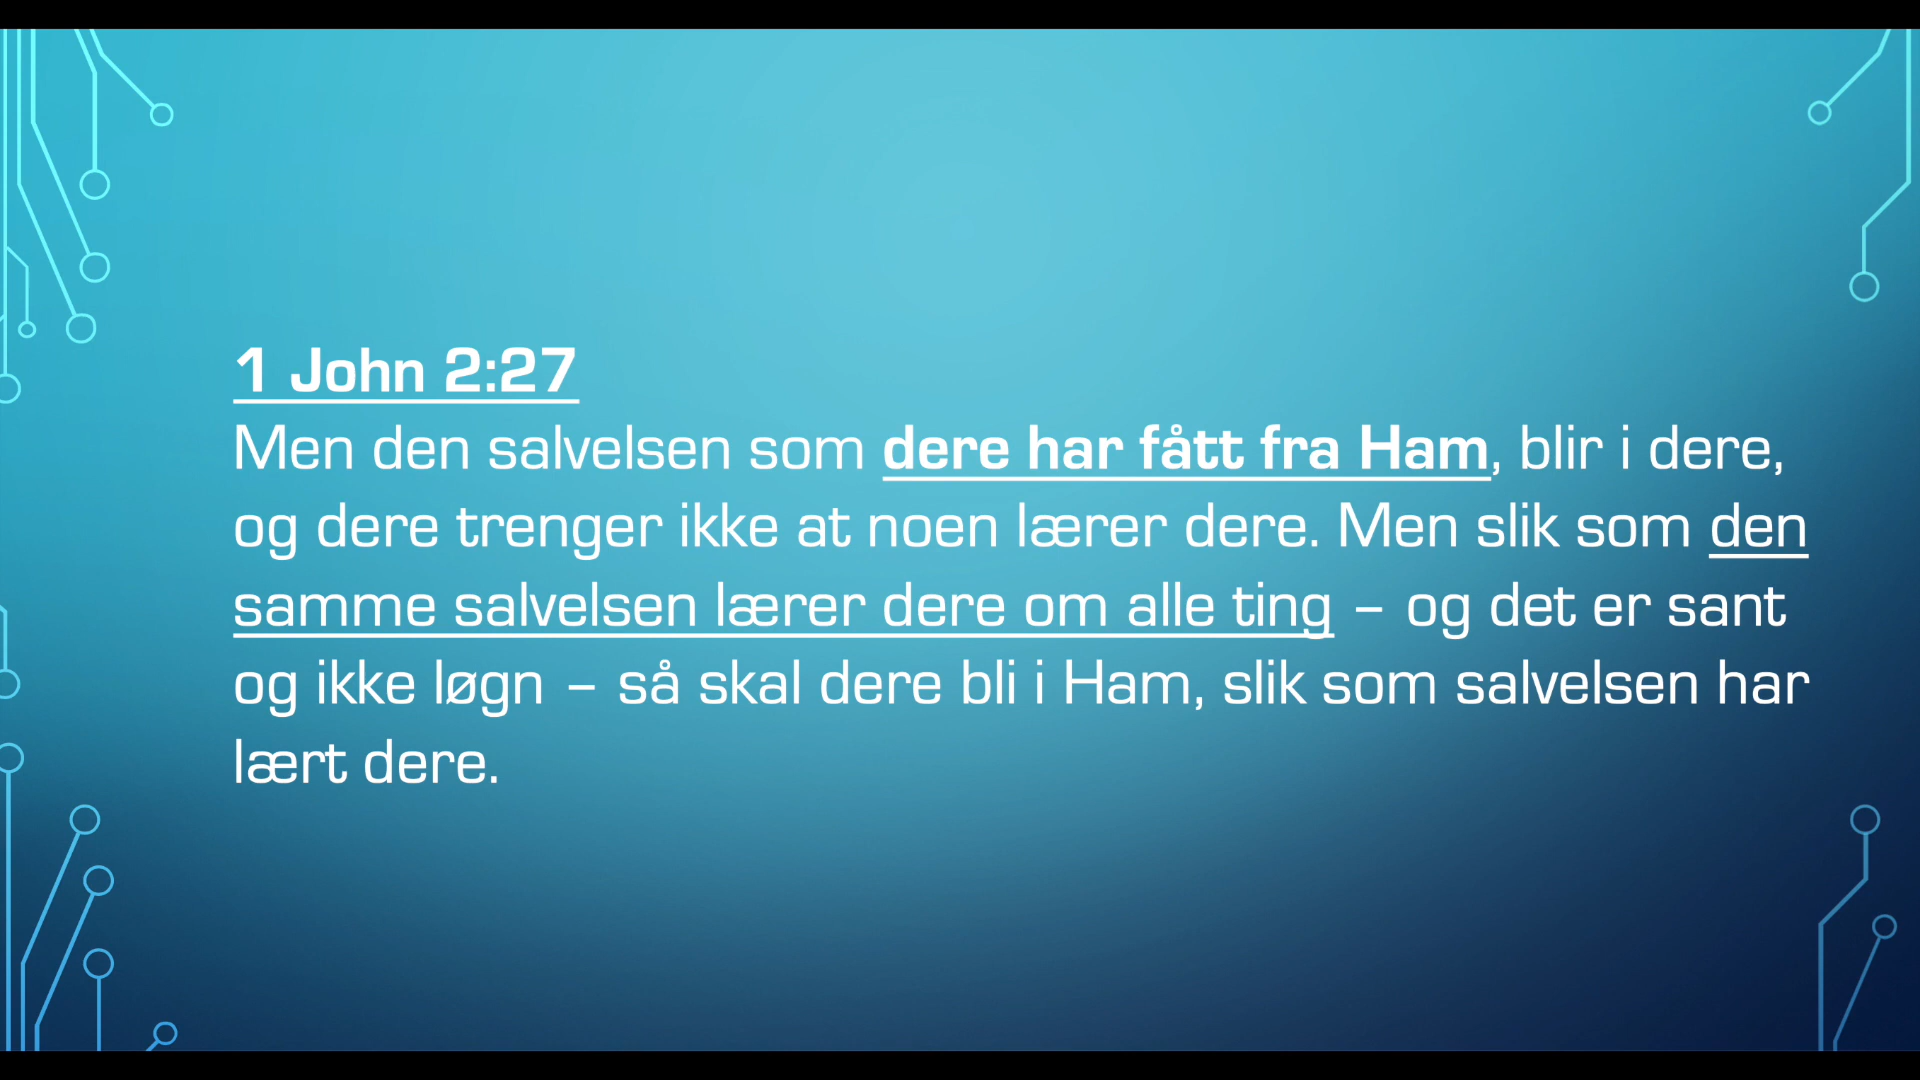 1 John 2:27
Men den salvelsen som dere har fått fra Ham, blir i dere,
og dere trenger ikke at noen lærer dere. Men slik som den
samme salvelsen lærer dere om alle ting – og det er sant
og ikke løgn – så skal dere bli i Ham, slik som salvelsen har
lært dere.